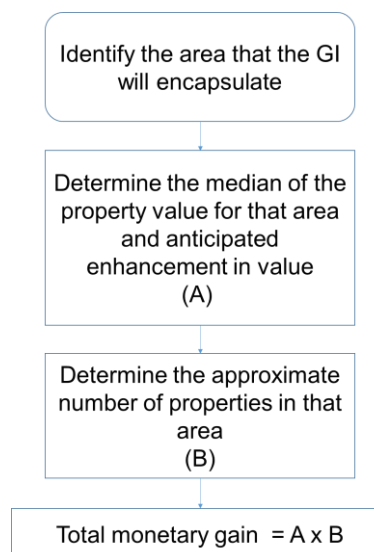 Identify the area that the GI
will encapsulate
Determine the median of the
property value for that area
and anticipated
enhancement in value
(A)
Determine the approximate
number of properties in that
area
(B)
Total monetary gain = A x B